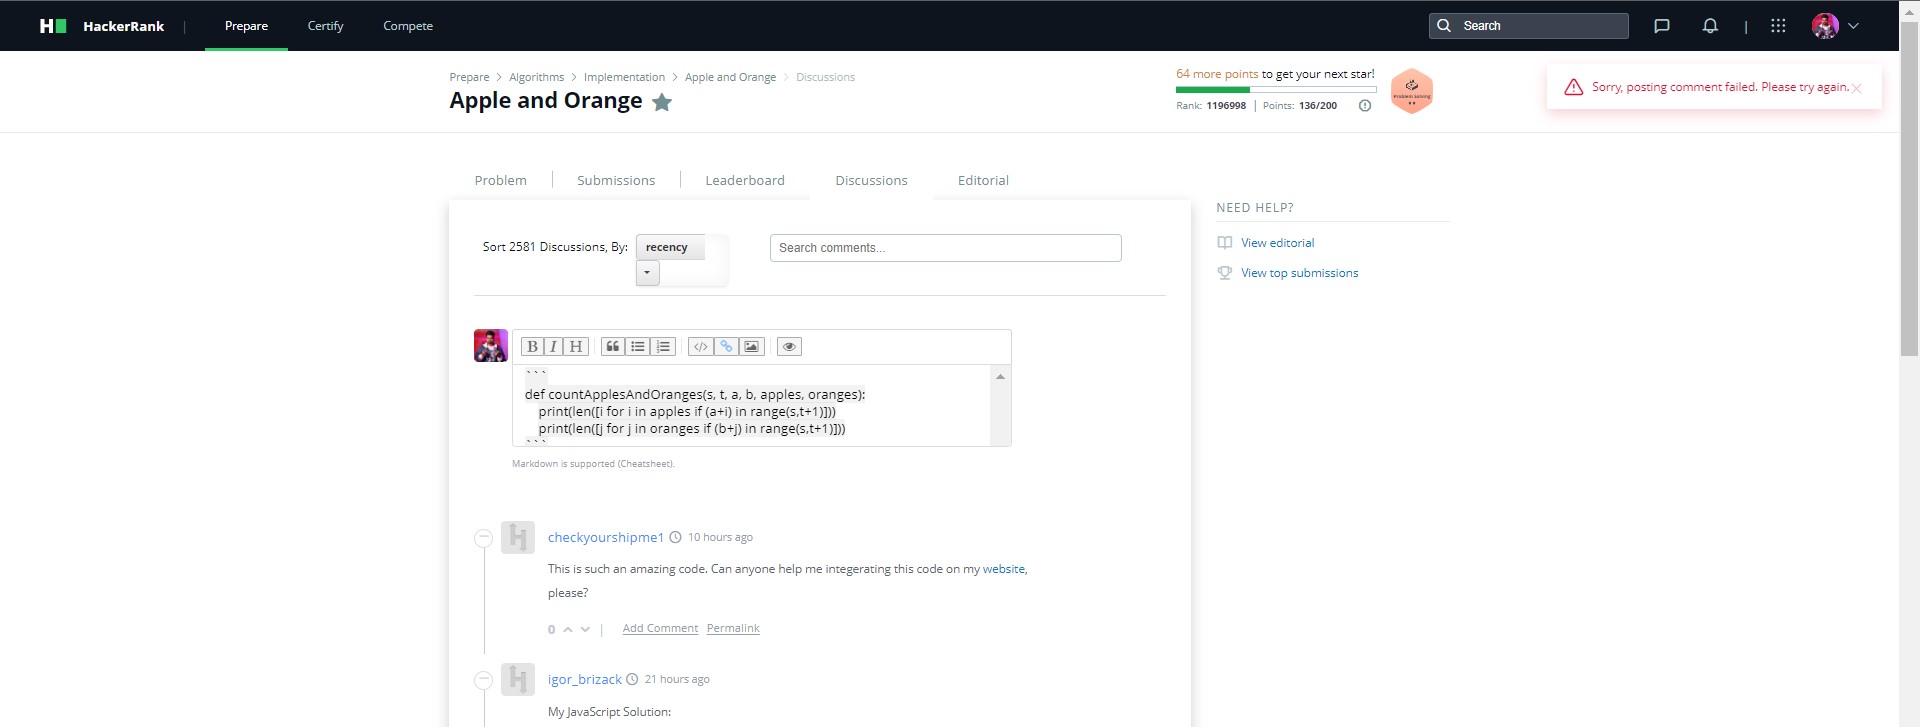 HackerRank | Prepare Certify Compete Search |
Prepare > Algorithms > Implementation > Apple and Orange > Discussions
Apple and Orange
64 more points to get your next star!
Rank: 1196998 | Points: 136/200
Problem Solving
Sorry, posting comment failed. Please try again.
Problem Submissions Leaderboard Discussions Editorial
NEED HELP?
View editorial
View top submissions
Sort 2581 Discussions, By: recency
Search comments...
B I H
```
def countApplesAndOranges(s, t, a, b, apples, oranges):
    print(len([i for i in apples if (a+i) in range(s,t+1)]))
    print(len([j for j in oranges if (b+j) in range(s,t+1)]))
```
Markdown is supported (Cheatsheet).
checkyourshipme1 10 hours ago
This is such an amazing code. Can anyone help me integerating this code on my website,
please?
0 | Add Comment Permalink
igor_brizack 21 hours ago
My JavaScript Solution: